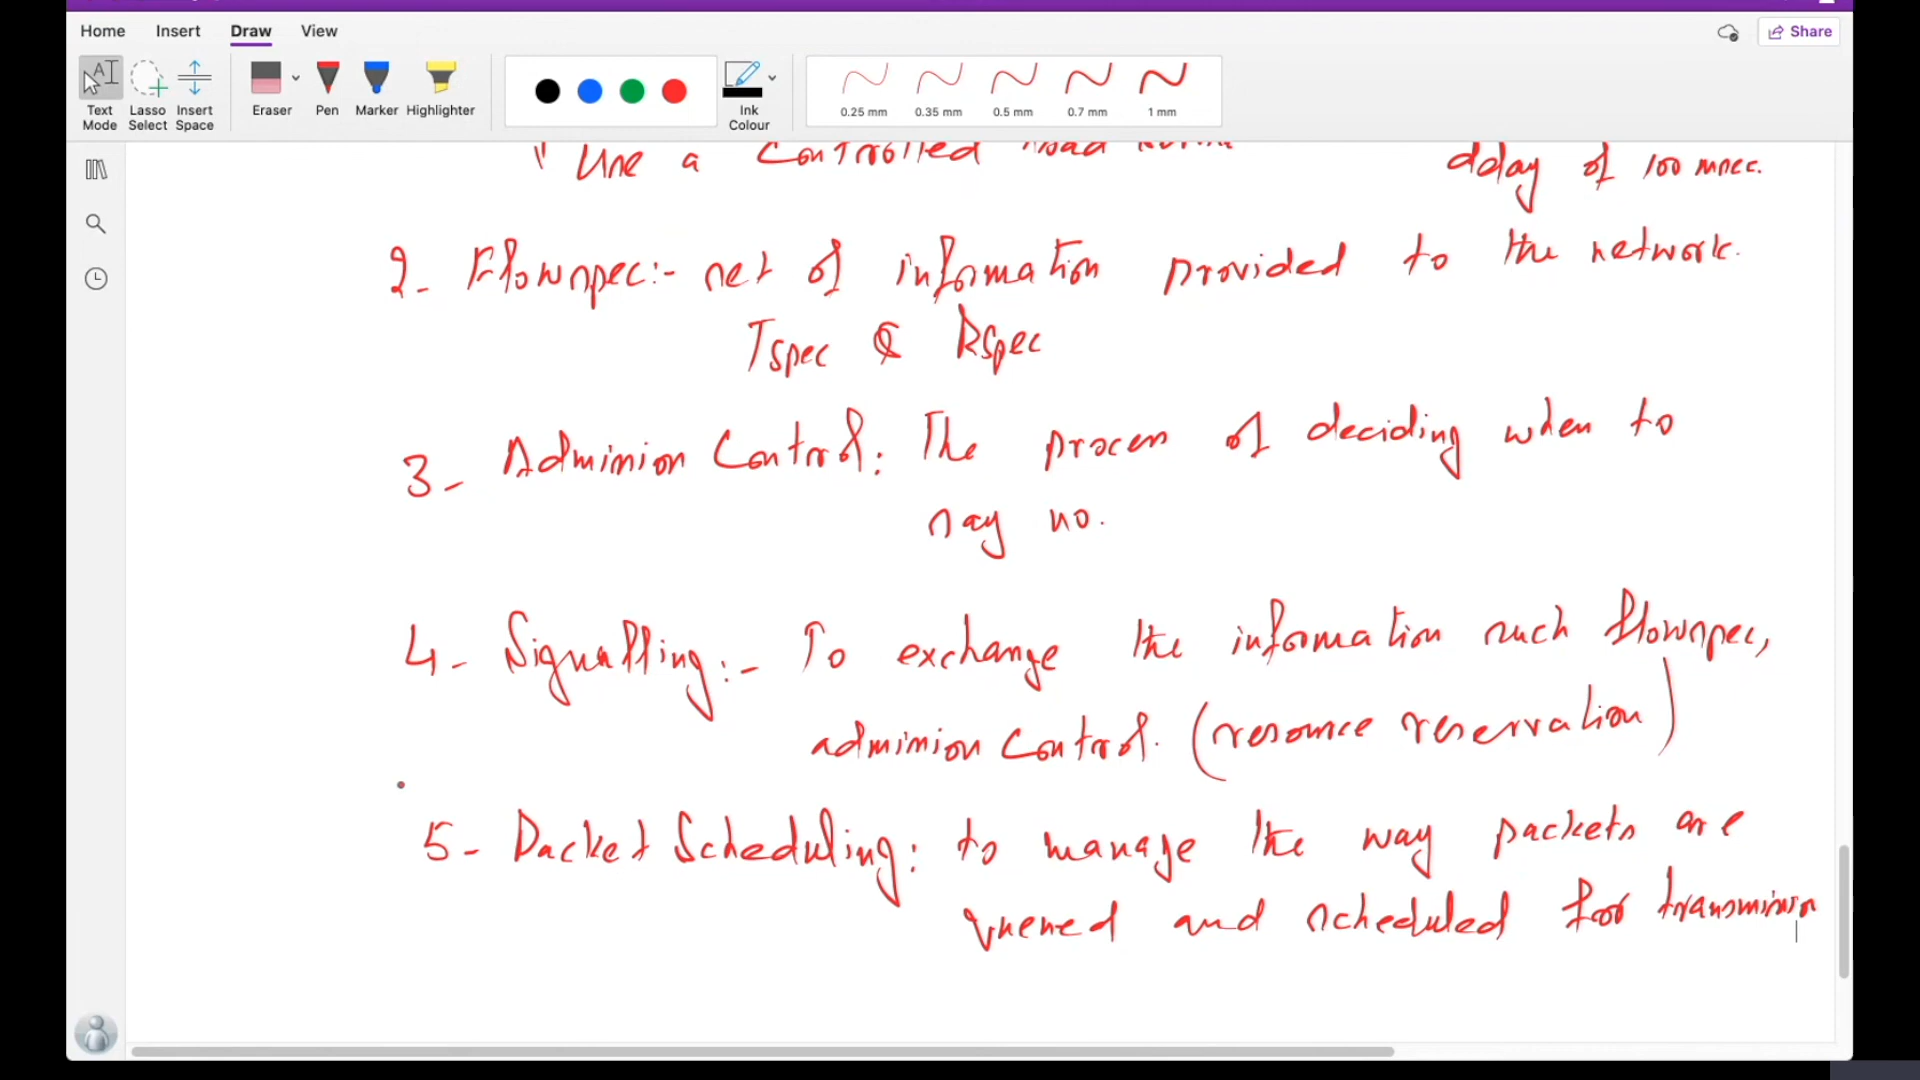 Home Insert Draw View Share
Text Mode Lasso Select Insert Space Eraser Pen Marker Highlighter Ink Colour 0.25 mm 0.35 mm 0.5 mm 0.7 mm 1 mm
" Use a Controlled load delay of 100 msec.
2- Flowspec:- set of information provided to the network.
Tspec & Rspec
3- Admission Control: The process of deciding when to
say no.
4- Signalling:- To exchange the information such flowspec,
admission control. (resource reservation)
5- Packet Scheduling: to manage the way packets are
queued and scheduled for transmission